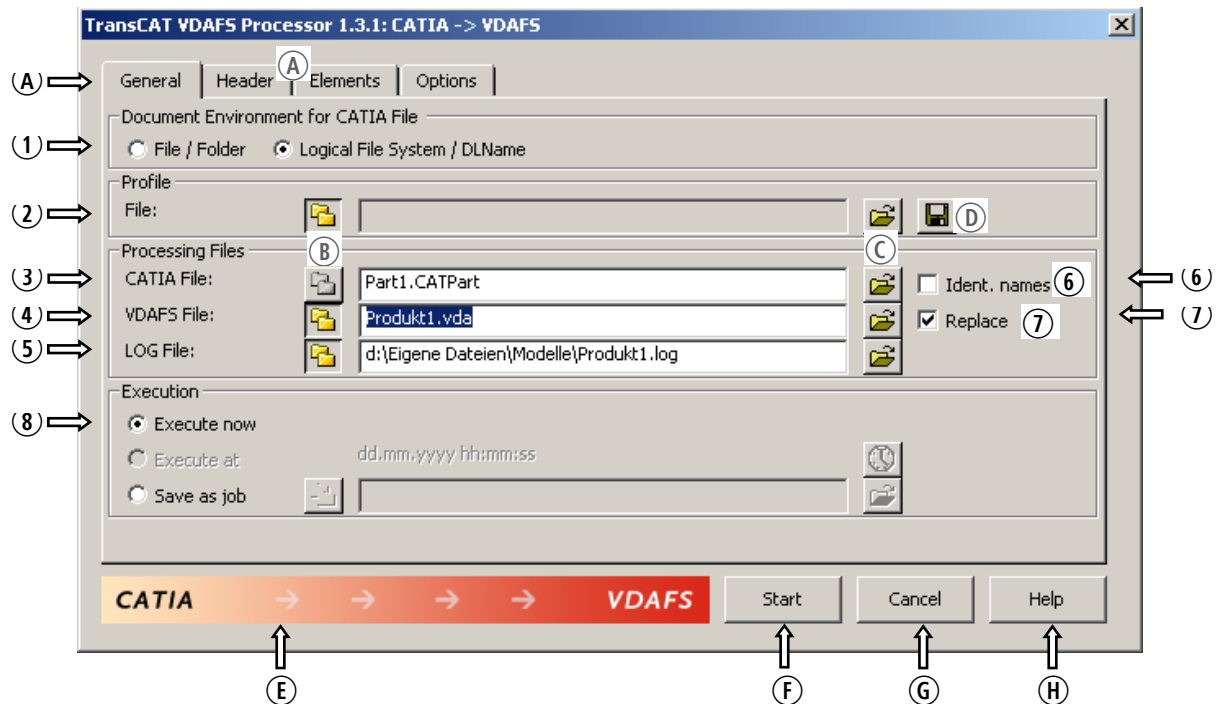 TransCAT VDAFS Processor 1.3.1: CATIA -> VDAFS
A General Header A Elements Options
Document Environment for CATIA File
1 File / Folder Logical File System / DLName
Profile
2 File: D
Processing Files B C
3 CATIA File: Part1.CATPart Ident. names 6 6
4 VDAFS File: Produkt1.vda Replace 7 7
5 LOG File: d:\Eigene Dateien\Modelle\Produkt1.log
Execution
8 Execute now
Execute at dd.mm.yyyy hh:mm:ss
Save as job
CATIA → → → → VDAFS Start Cancel Help
E F G H